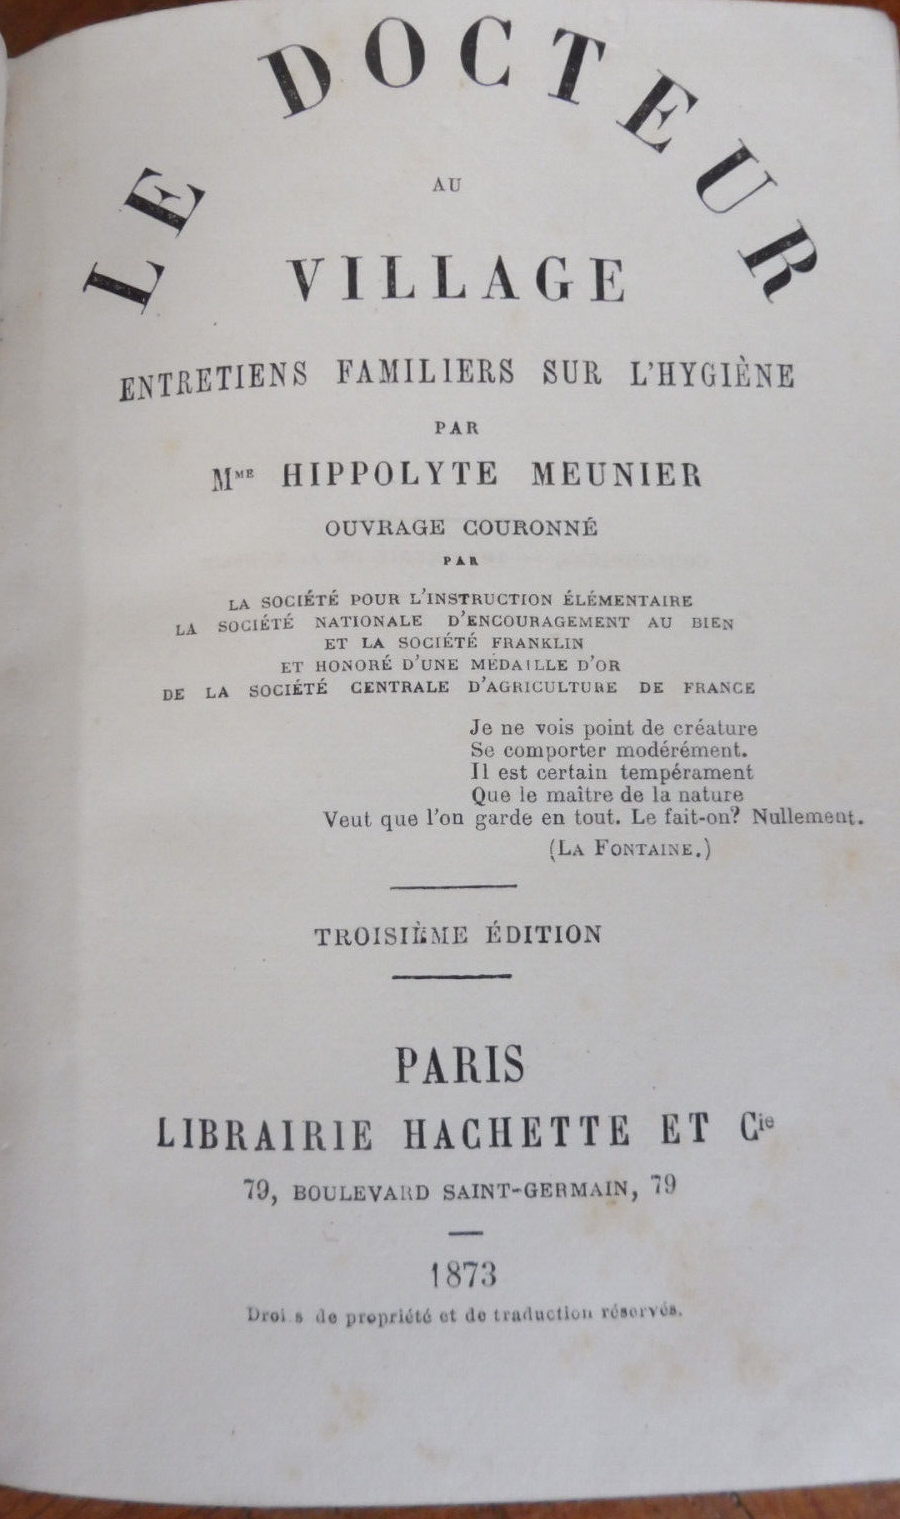 LE DOCTEUR
AU
VILLAGE
ENTRETIENS FAMILIERS SUR L'HYGIÈNE
PAR
MME HIPPOLYTE MEUNIER
OUVRAGE COURONNÉ
PAR
LA SOCIÉTÉ POUR L'INSTRUCTION ÉLÉMENTAIRE
LA SOCIÉTÉ NATIONALE D'ENCOURAGEMENT AU BIEN
ET LA SOCIÉTÉ FRANKLIN
ET HONORÉ D'UNE MÉDAILLE D'OR
DE LA SOCIÉTÉ CENTRALE D'AGRICULTURE DE FRANCE
Je ne vois point de créature
Se comporter modérément.
Il est certain tempérament
Que le maître de la nature
Veut que l'on garde en tout. Le fait-on? Nullement.
(LA FONTAINE.)
TROISIÈME ÉDITION
PARIS
LIBRAIRIE HACHETTE ET Cie
79, BOULEVARD SAINT-GERMAIN, 79
1873
Droits de propriété et de traduction réservés.